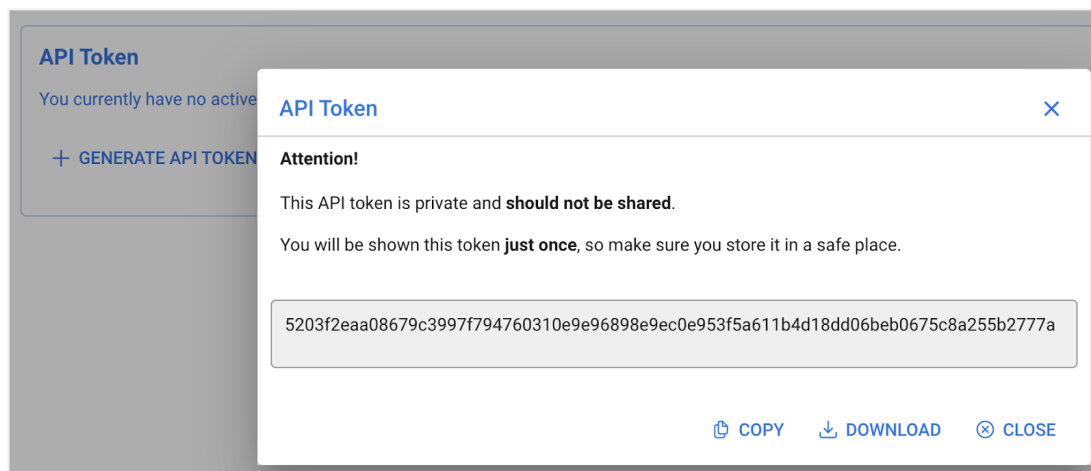 API Token
You currently have no active
GENERATE API TOKEN
API Token
Attention!
This API token is private and should not be shared.
You will be shown this token just once, so make sure you store it in a safe place.
5203f2eaa08679c3997f794760310e9e96898e9ec0e953f5a611b4d18dd06beb0675c8a255b2777a
COPY
DOWNLOAD
CLOSE